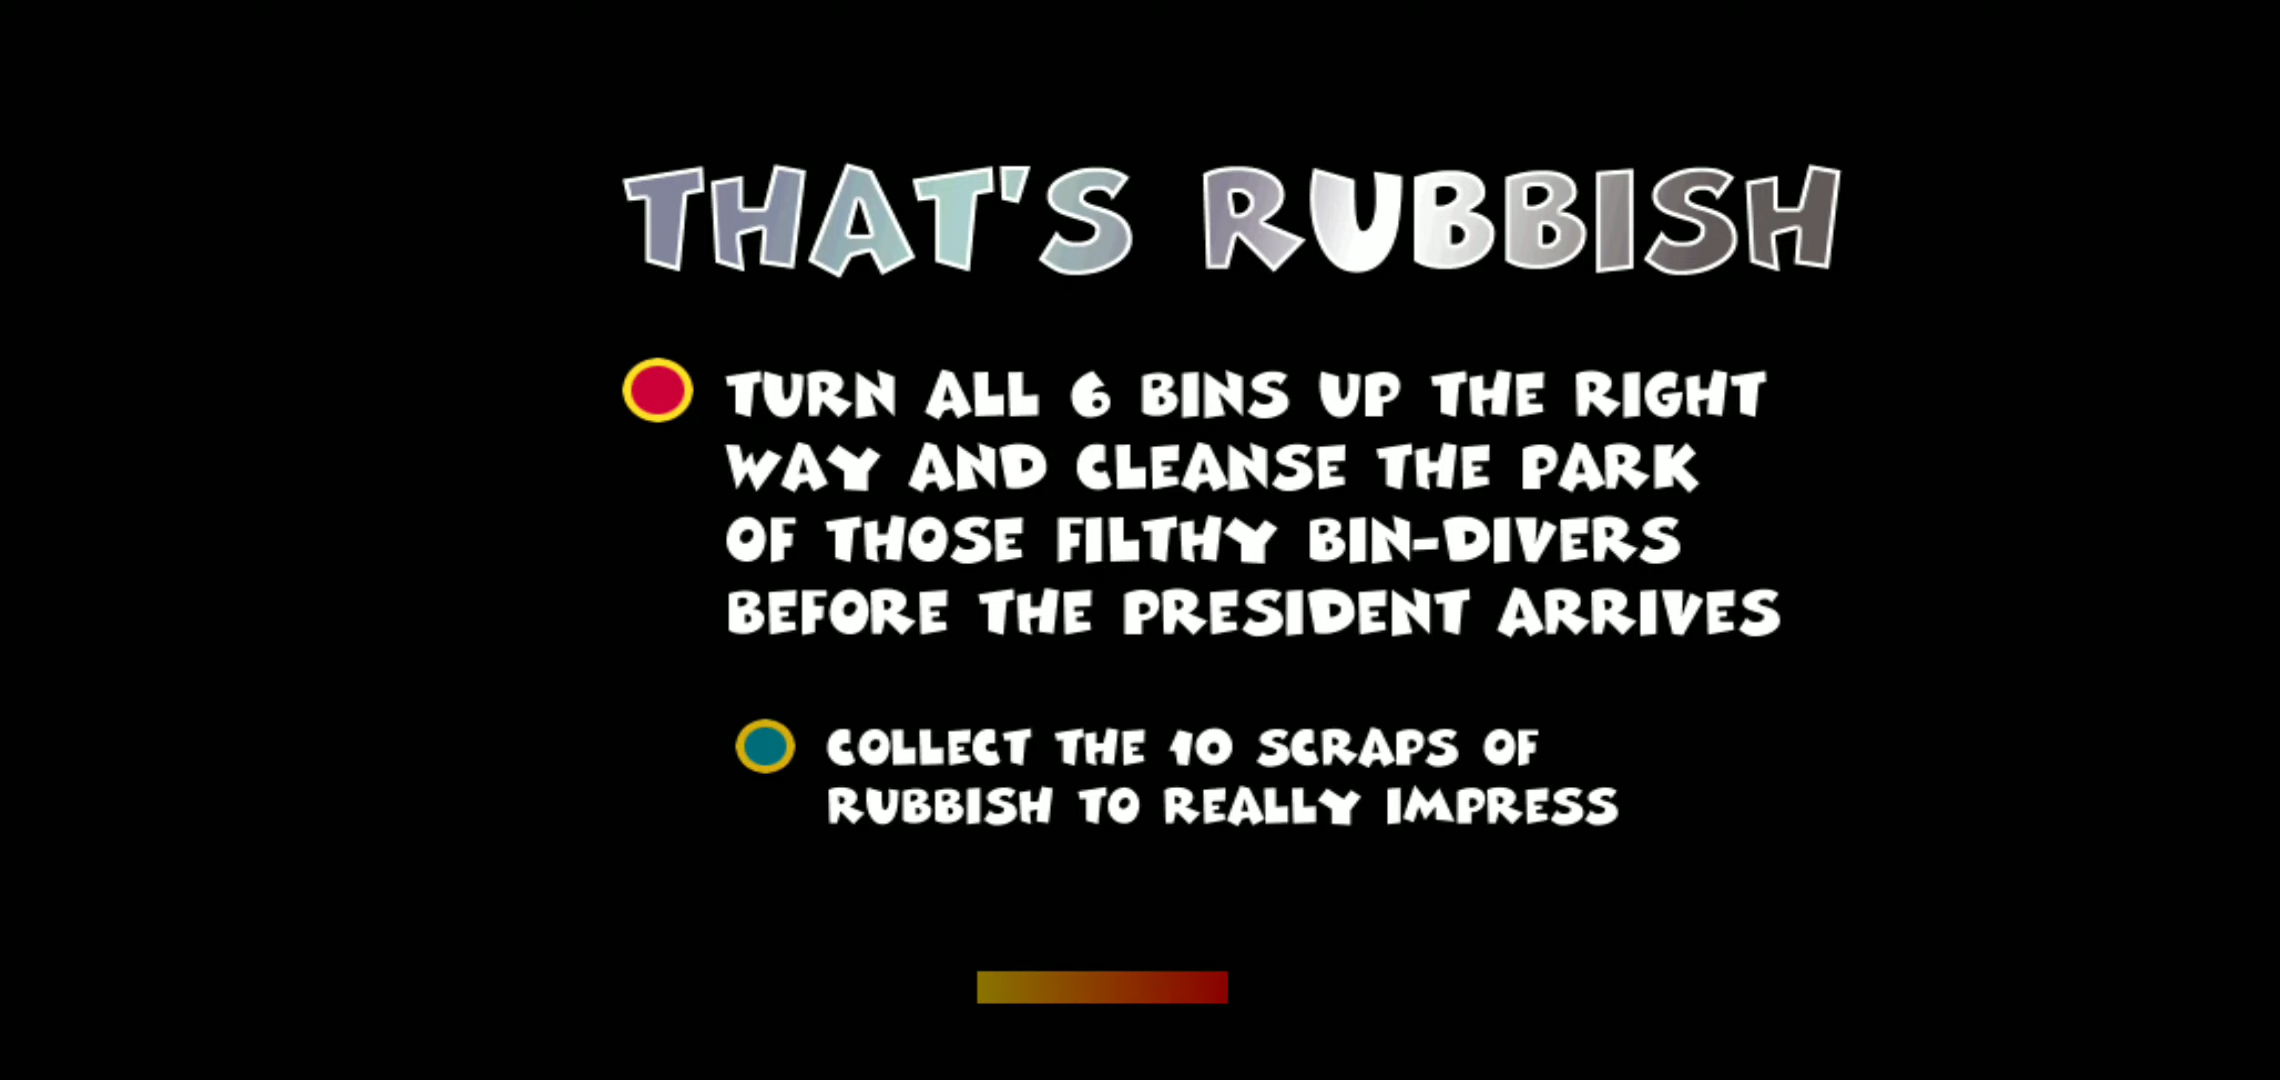 THAT'S RUBBISH
TURN ALL 6 BINS UP THE RIGHT
WAY AND CLEANSE THE PARK
OF THOSE FILTHY BIN-DIVERS
BEFORE THE PRESIDENT ARRIVES
COLLECT THE 10 SCRAPS OF
RUBBISH TO REALLY IMPRESS